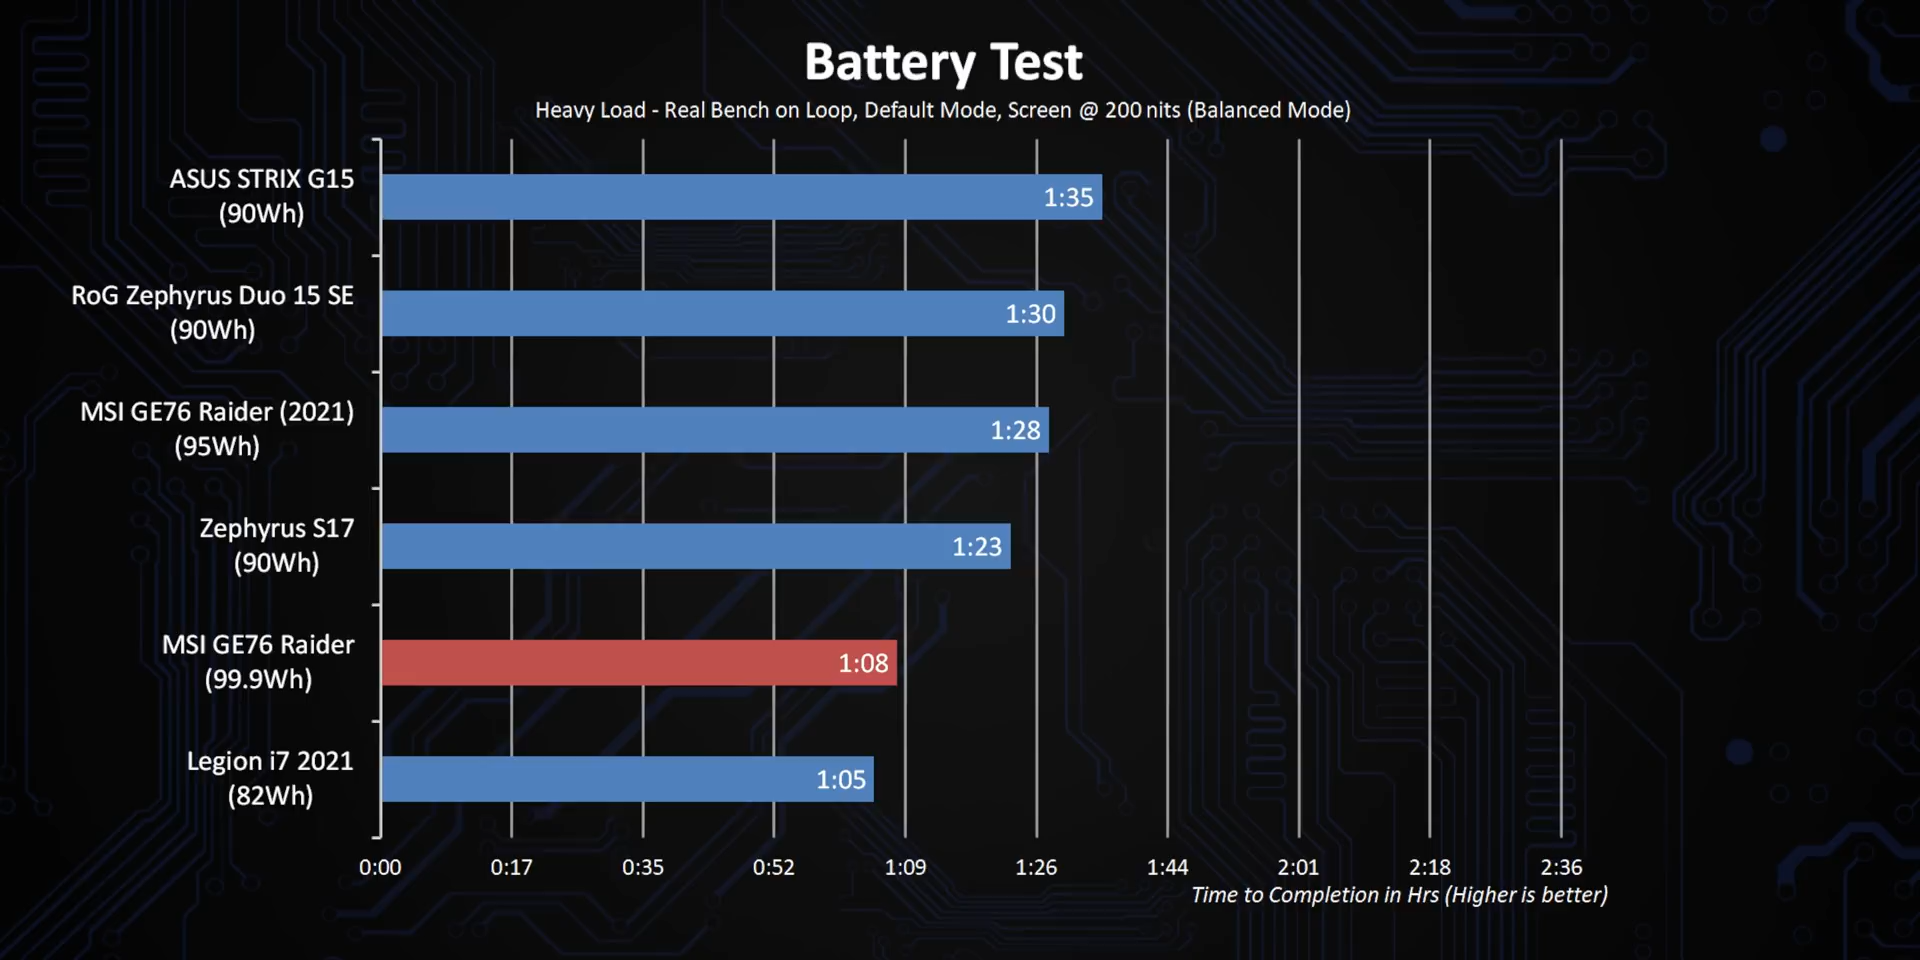 Battery Test
Heavy Load - Real Bench on Loop, Default Mode, Screen @ 200 nits (Balanced Mode)
ASUS STRIX G15
(90Wh)
1:35
RoG Zephyrus Duo 15 SE
(90Wh)
1:30
MSI GE76 Raider (2021)
(95Wh)
1:28
Zephyrus S17
(90Wh)
1:23
MSI GE76 Raider
(99.9Wh)
1:08
Legion i7 2021
(82Wh)
1:05
0:00 0:17 0:35 0:52 1:09 1:26 1:44 2:01 2:18 2:36
Time to Completion in Hrs (Higher is better)